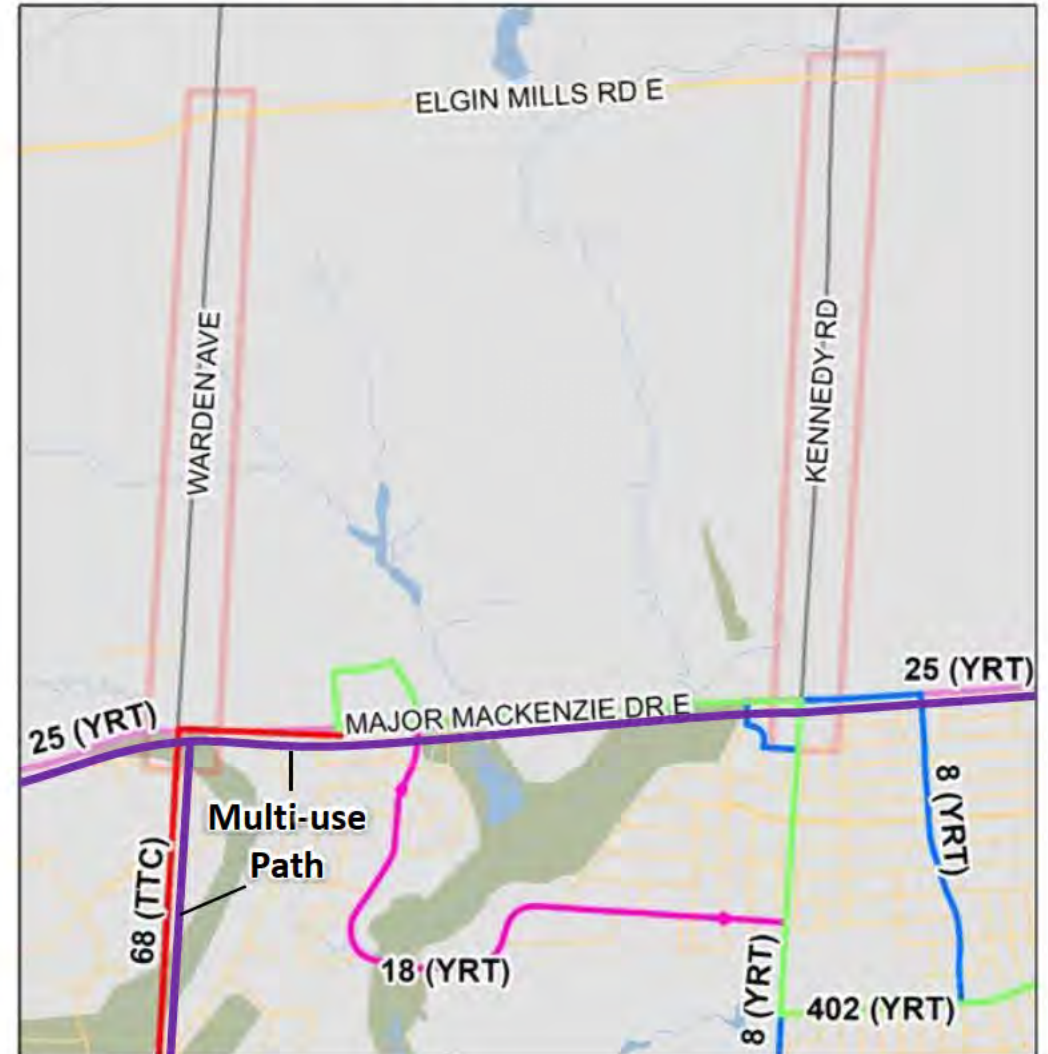 ELGIN MILLS RD E
WARDEN AVE
KENNEDY RD
25 (YRT)
25 (YRT)
MAJOR MACKENZIE DR E
Multi-use
Path
8 (YRT)
68 (TTC)
18 (YRT)
8 (YRT)
402 (YRT)